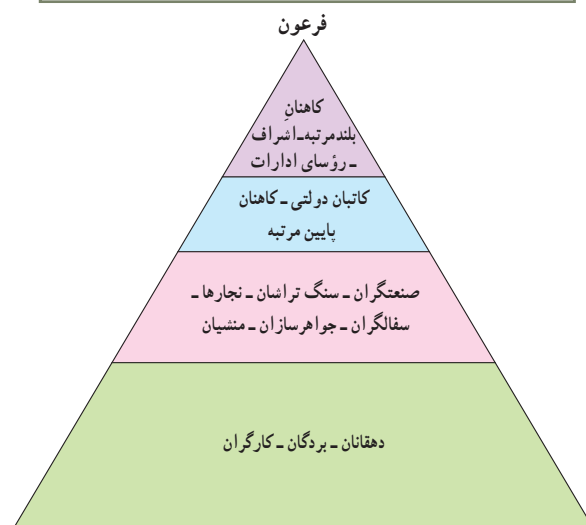 فرعون
کاهنانِ
بلندمرتبه ـ اشراف
ـ رؤسای ادارات
کاتبان دولتی ـ کاهنان
پایین مرتبه
صنعتگران ـ سنگ تراشان ـ نجارها ـ
سفالگران ـ جواهرسازان ـ منشیان
دهقانان ـ بردگان ـ کارگران